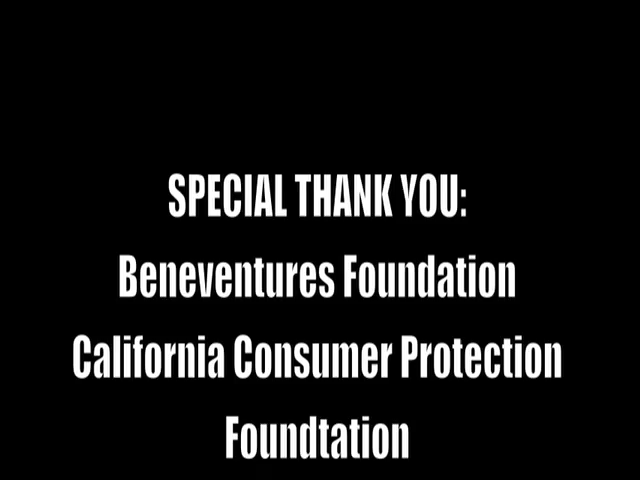 SPECIAL THANK YOU:
Beneventures Foundation
California Consumer Protection
Foundtation